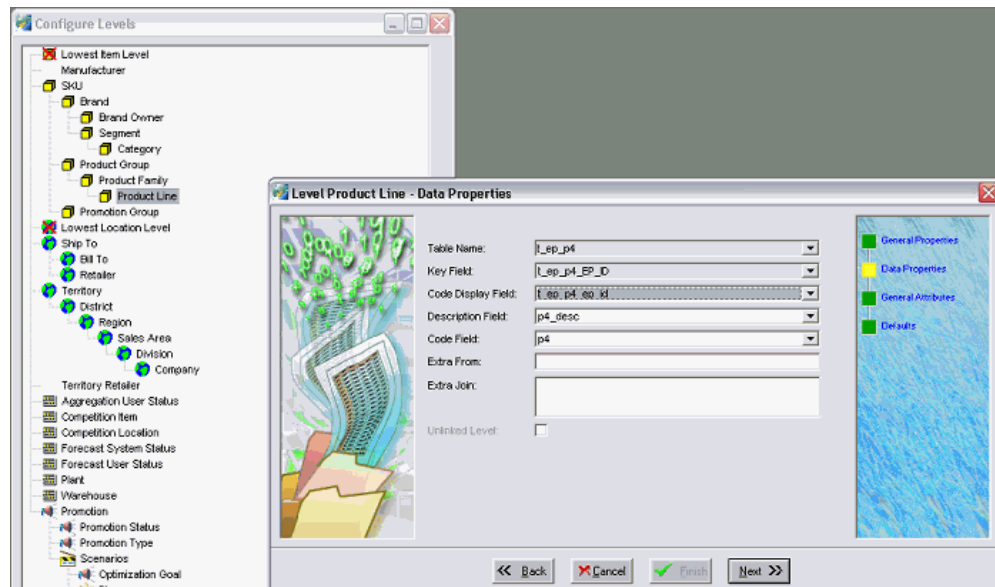 Configure Levels
Lowest Item Level
Manufacturer
SKU
Brand
Brand Owner
Segment
Category
Product Group
Product Family
Product Line
Promotion Group
Lowest Location Level
Ship To
Bill To
Retailer
Territory
District
Region
Sales Area
Division
Company
Territory Retailer
Aggregation User Status
Competition Item
Competition Location
Forecast System Status
Forecast User Status
Plant
Warehouse
Promotion
Promotion Status
Promotion Type
Scenarios
Optimization Goal
Level Product Line - Data Properties
Table Name: t_ep_p4
Key Field: t_ep_p4_EP_ID
Code Display Field: t_ep_p4_ep_id
Description Field: p4_desc
Code Field: p4
Extra From:
Extra Join:
Unlinked Level:
General Properties
Data Properties
General Attributes
Defaults
Back Cancel Finish Next